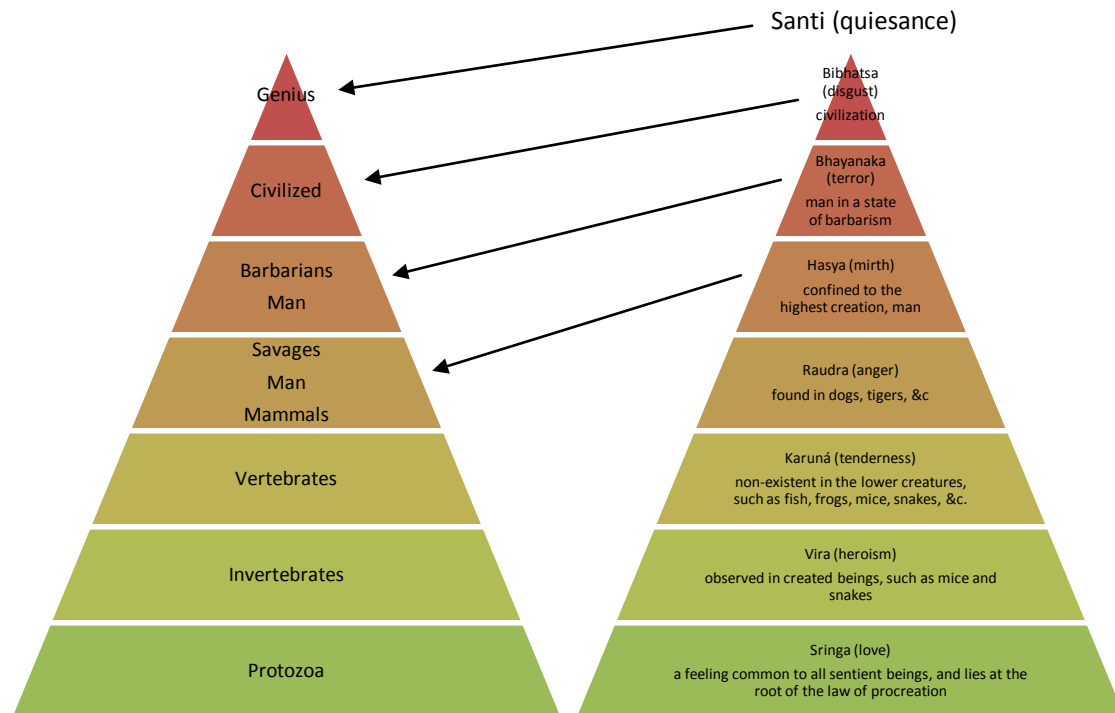 Santi (quiesance)
Genius
Civilized
Barbarians
Man
Savages
Man
Mammals
Vertebrates
Invertebrates
Protozoa
Bibhatsa
(disgust)
civilization
Bhayanaka
(terror)
man in a state
of barbarism
Hasya (mirth)
confined to the
highest creation, man
Raudra (anger)
found in dogs, tigers, &c
Karuná (tenderness)
non-existent in the lower creatures,
such as fish, frogs, mice, snakes, &c.
Vira (heroism)
observed in created beings, such as mice and
snakes
Sringa (love)
a feeling common to all sentient beings, and lies at the
root of the law of procreation